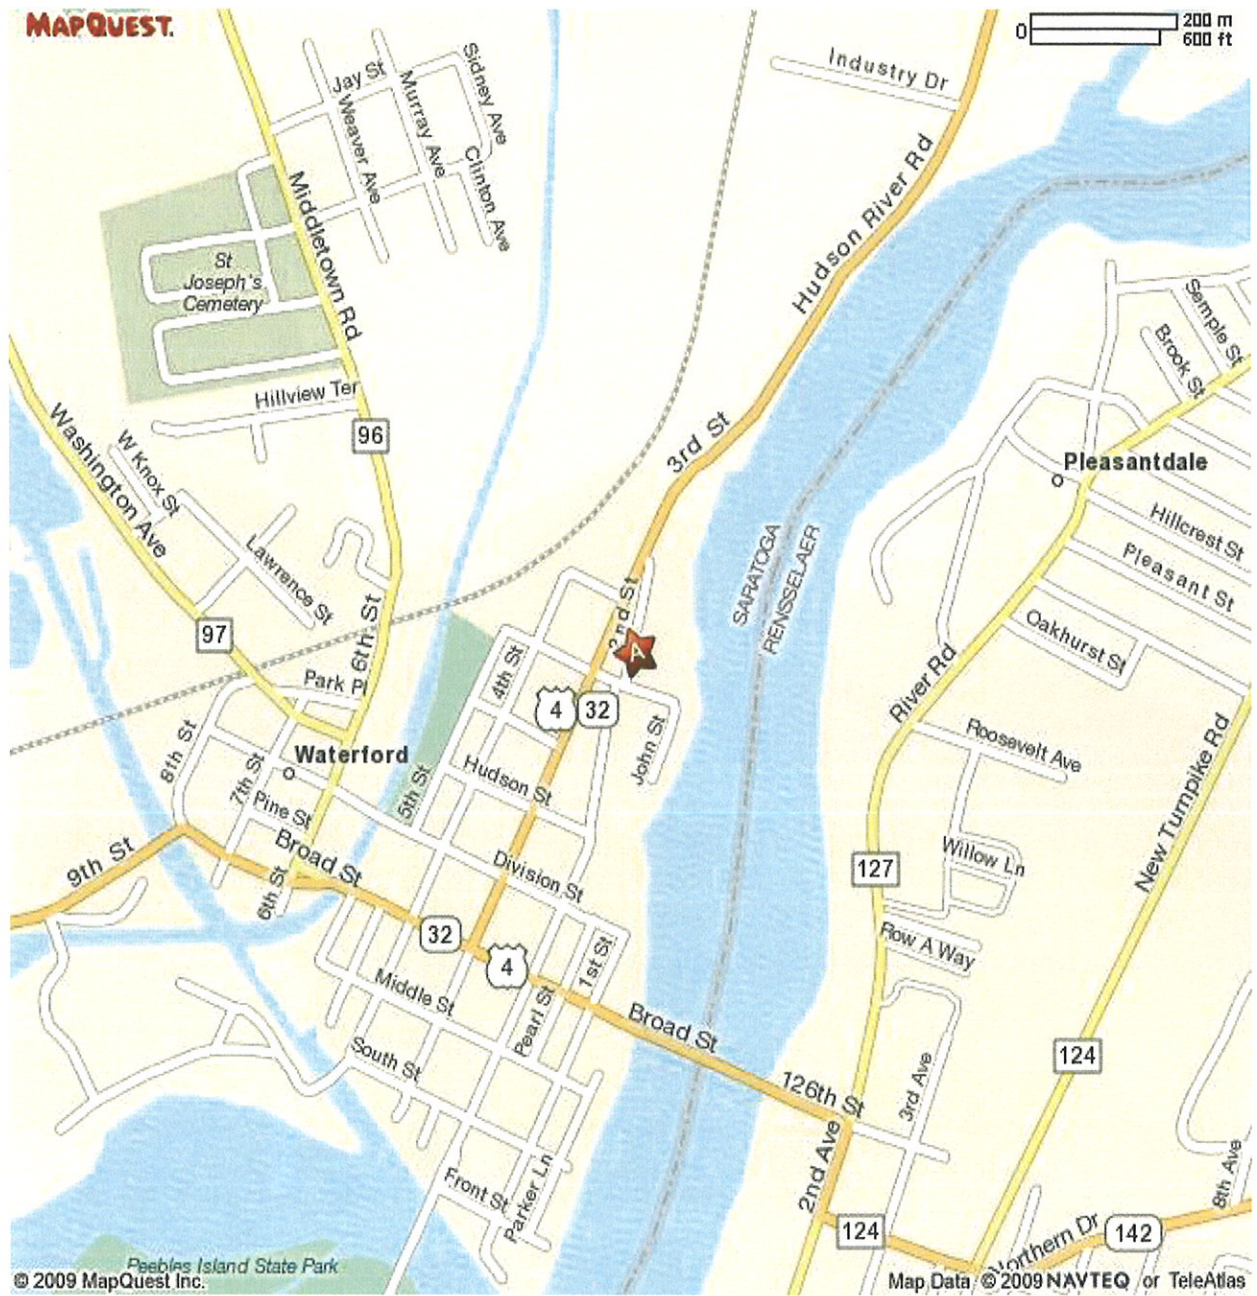 MAPQUEST.
0
200 m
600 ft
Industry Dr
Jay St
Sidney Ave
Murray Ave
Weaver Ave
Clinton Ave
Hudson River Rd
Middletown Rd
St
Joseph's
Cemetery
Semple St
Brook St
Hillview Ter
Washington Ave
W Knox St
96
3rd St
Pleasantdale
Hillcrest St
Pleasant St
Lawrence St
SARATOGA
RENSSELAER
2nd St
Oakhurst St
97
6th St
A
4th St
Park Pl
River Rd
4
32
John St
Roosevelt Ave
New Turnpike Rd
8th St
Waterford
7th St
5th St
Hudson St
Pine St
Broad St
Division St
9th St
6th St
127
Willow Ln
32
4
1st St
Row A Way
Middle St
Pearl St
Broad St
South St
124
126th St
3rd Ave
2nd Ave
8th Ave
Front St
Parker Ln
124
Northern Dr
142
Peebles Island State Park
© 2009 MapQuest Inc.
Map Data © 2009 NAVTEQ or TeleAtlas